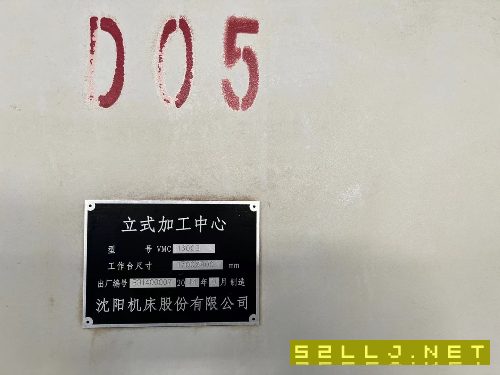 D05
立式加工中心
型 号 VMC
工作台尺寸 mm
出厂编号 20 年 月制造
沈阳机床股份有限公司
52LLJ.NET